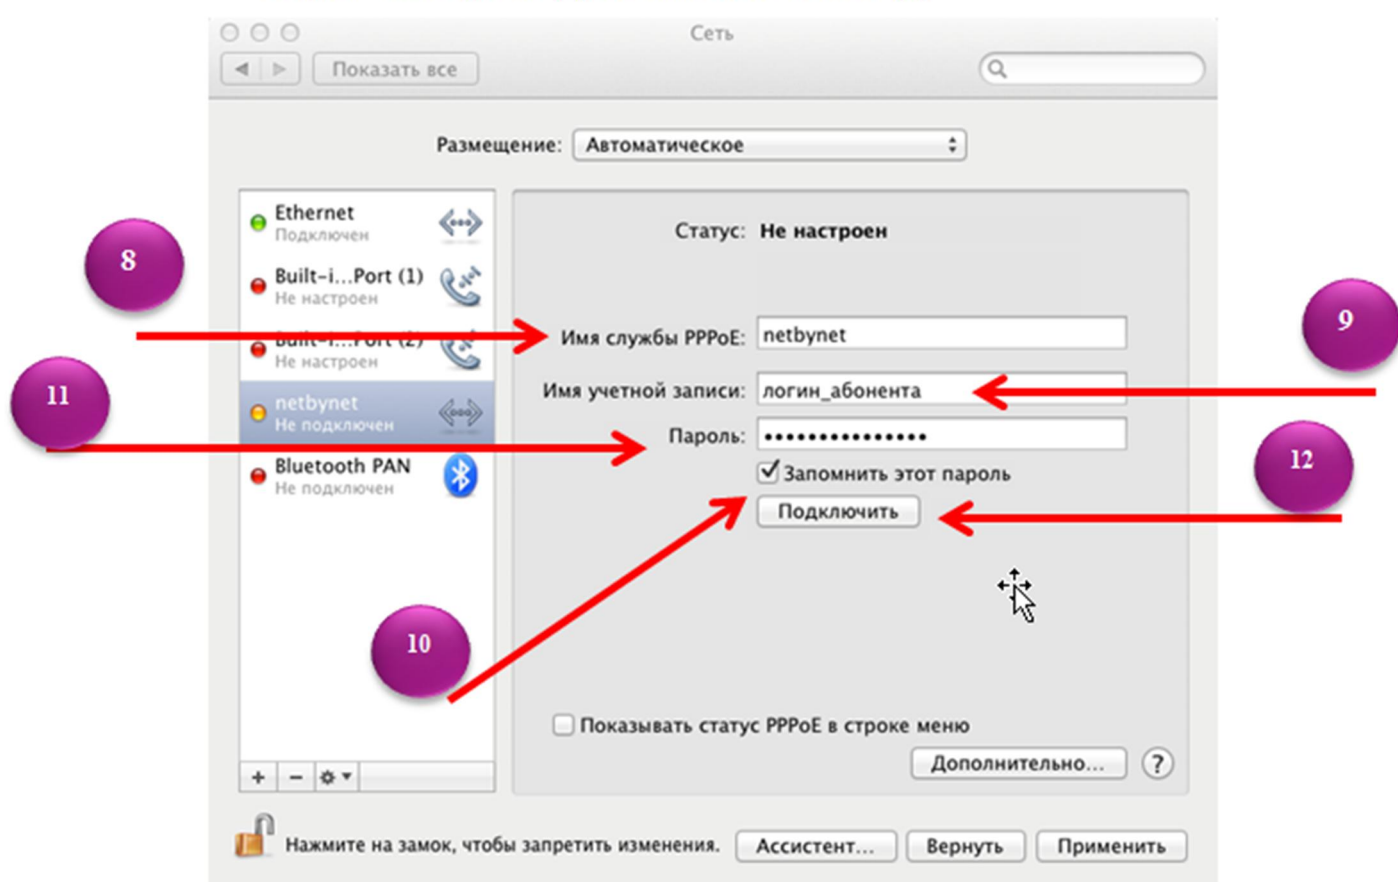 Сеть
Показать все
Размещение: Автоматическое
Ethernet
Подключен
Built-i...Port (1)
Не настроен
Built-i...Port (2)
Не настроен
netbynet
Не подключен
Bluetooth PAN
Не подключен
Статус: Не настроен
8
Имя службы PPPoE: netbynet
9
Имя учетной записи: логин_абонента
11
Пароль: •••••••••••••••
Запомнить этот пароль
12
Подключить
10
Показывать статус PPPoE в строке меню
Дополнительно... ?
+ −
Нажмите на замок, чтобы запретить изменения. Ассистент... Вернуть Применить